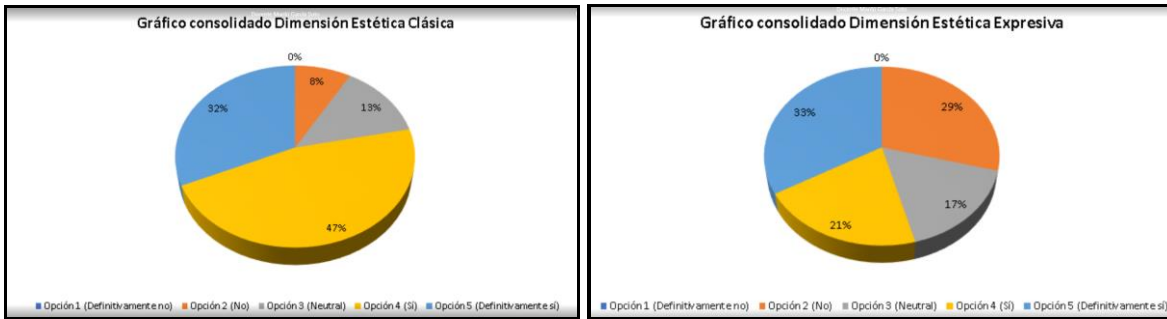 Gráfico consolidado Dimensión Estética Clásica
0%
8%
13%
32%
47%
Opción 1 (Definitivamente no) Opción 2 (No) Opción 3 (Neutral) Opción 4 (Sí) Opción 5 (Definitivamente sí)
Gráfico consolidado Dimensión Estética Expresiva
0%
29%
33%
17%
21%
Opción 1 (Definitivamente no) Opción 2 (No) Opción 3 (Neutral) Opción 4 (Sí) Opción 5 (Definitivamente sí)